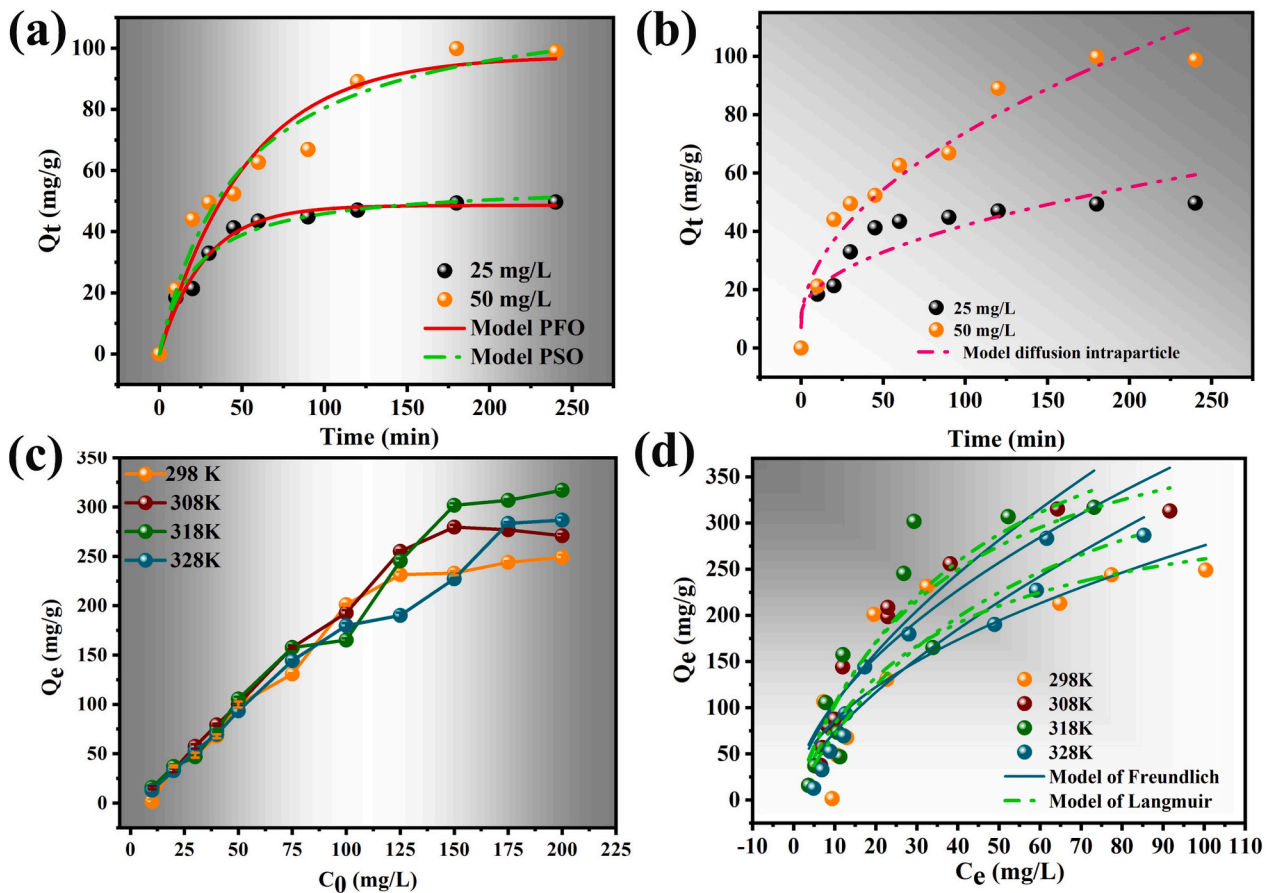 (a)
Qt (mg/g)
100
80
60
40
20
0
25 mg/L
50 mg/L
Model PFO
Model PSO
0 50 100 150 200 250
Time (min)
(b)
Qt (mg/g)
100
80
60
40
20
0
25 mg/L
50 mg/L
Model diffusion intraparticle
0 50 100 150 200 250
Time (min)
(c)
Qe (mg/g)
350
300
250
200
150
100
50
0
298 K
308K
318K
328K
0 25 50 75 100 125 150 175 200 225
C0 (mg/L)
(d)
Qe (mg/g)
350
300
250
200
150
100
50
0
298K
308K
318K
328K
Model of Freundlich
Model of Langmuir
-10 0 10 20 30 40 50 60 70 80 90 100 110
Ce (mg/L)